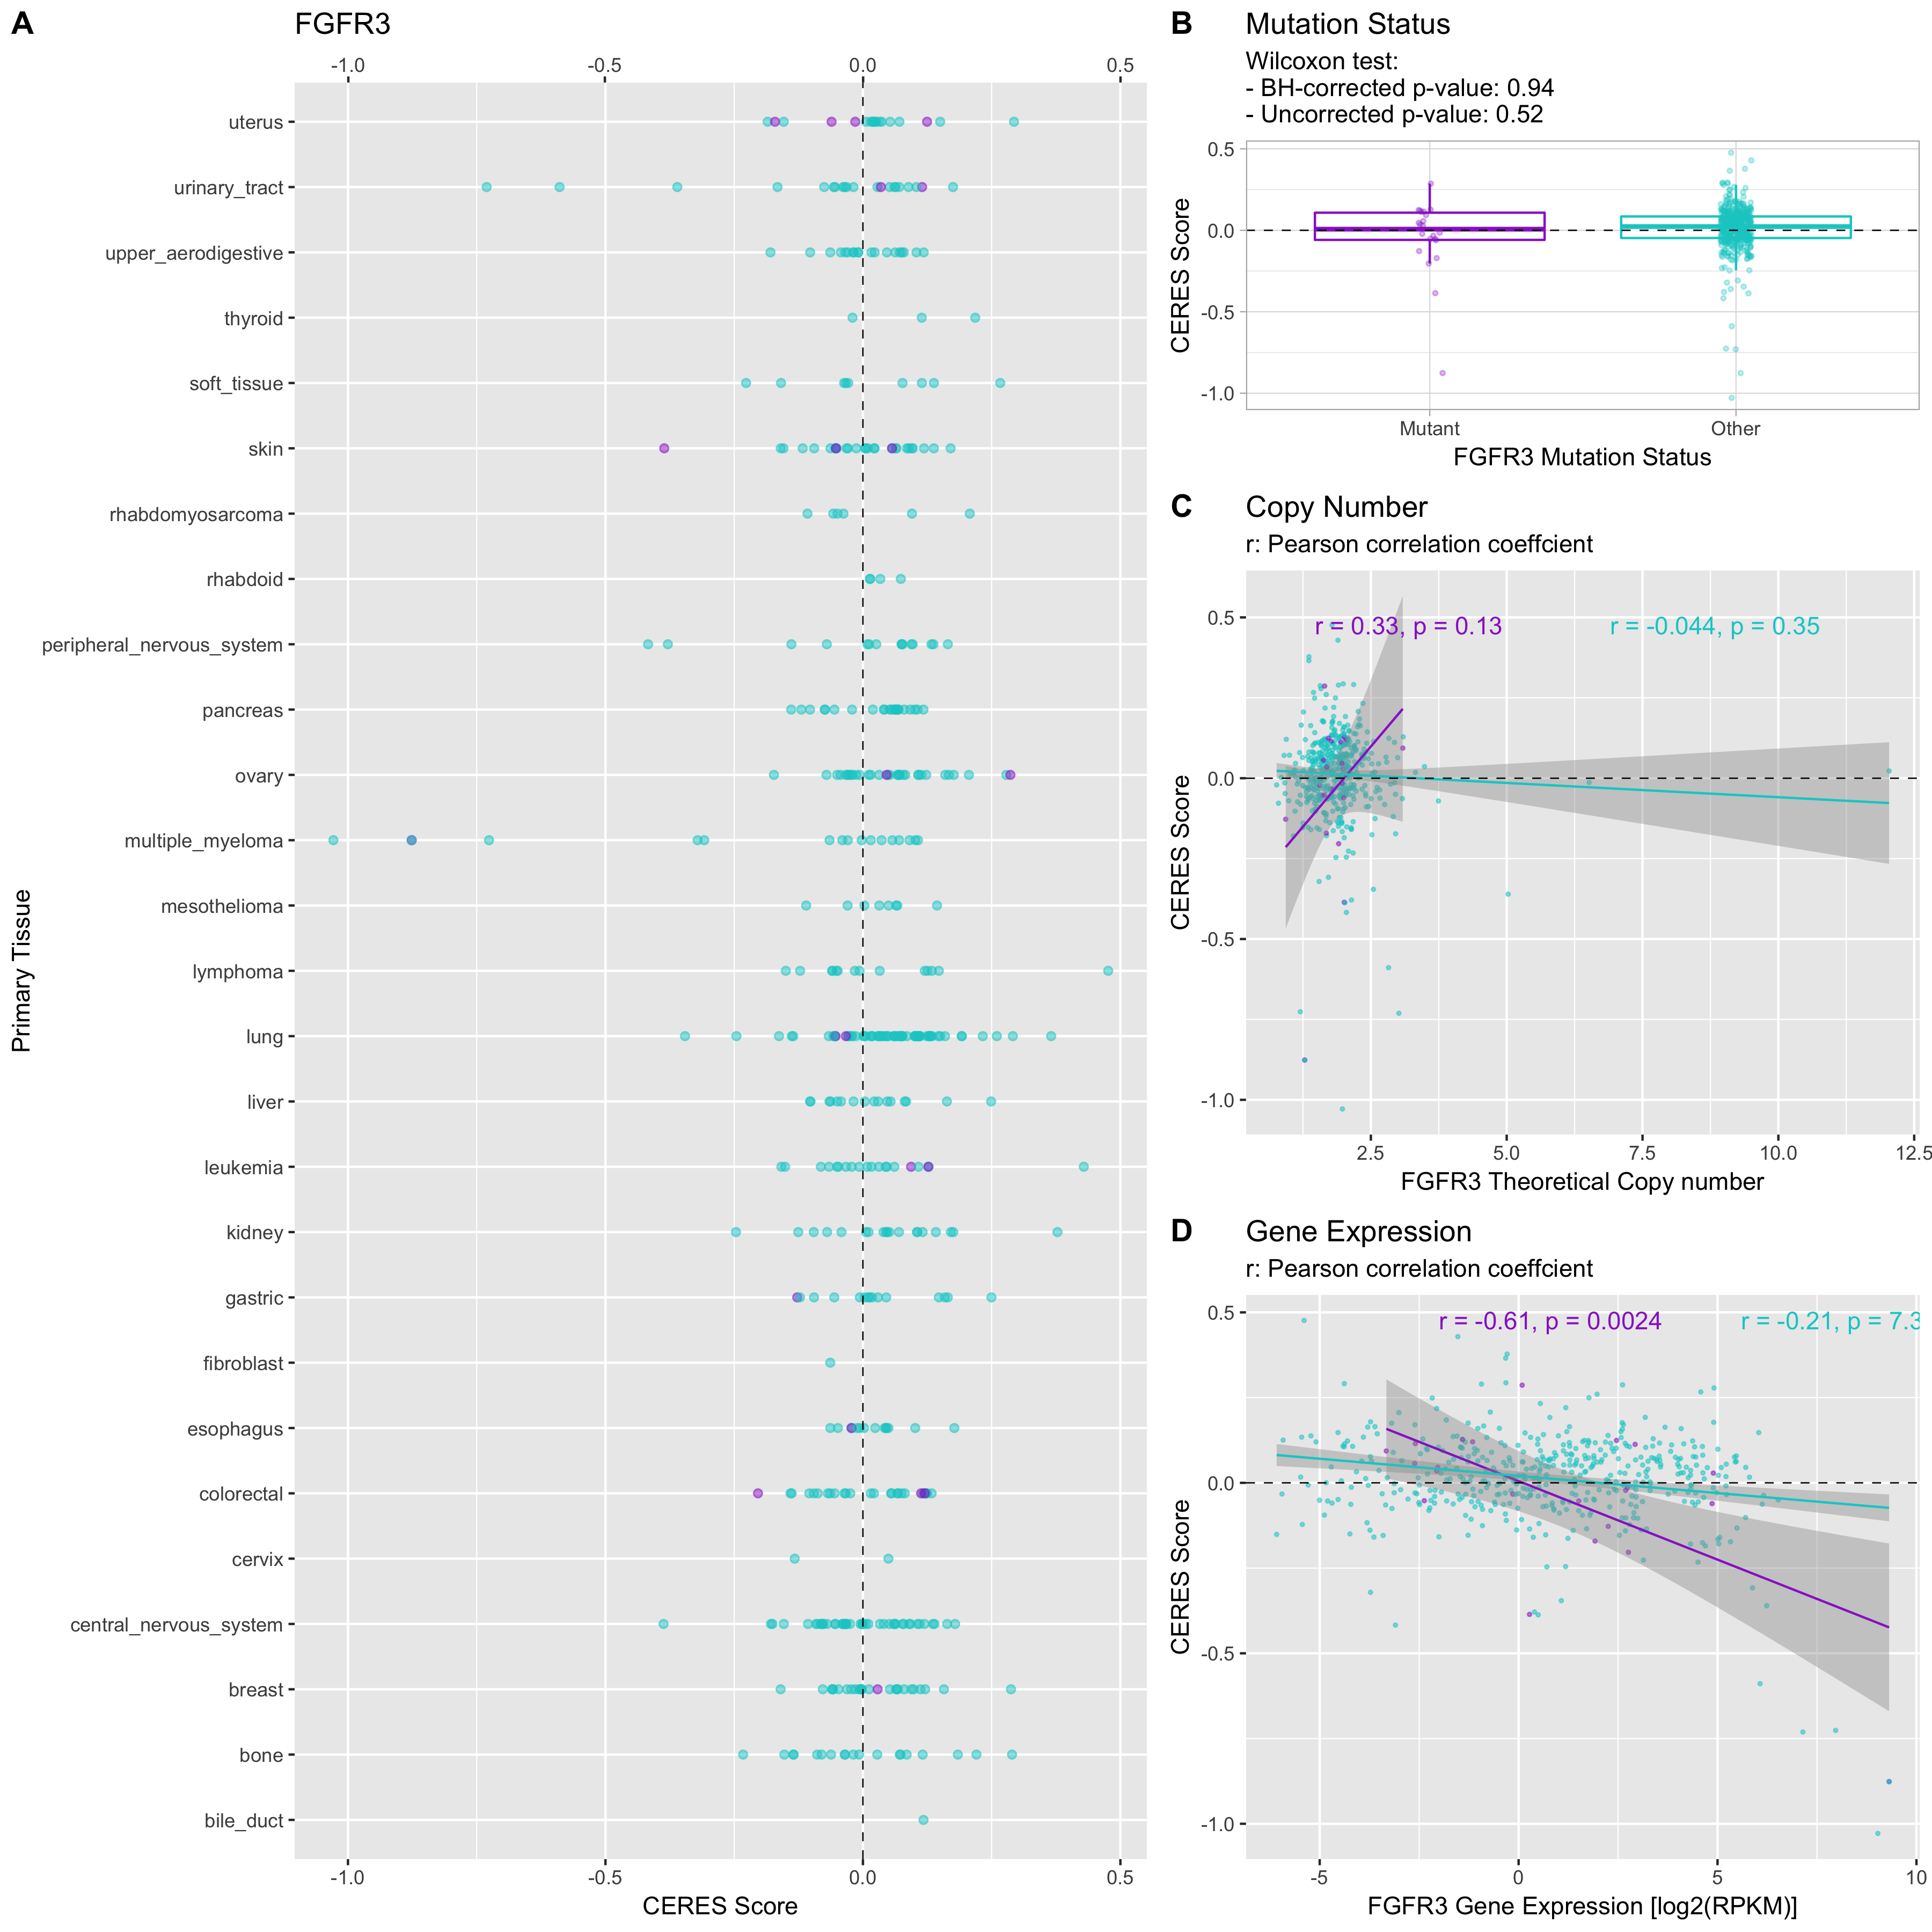 A
FGFR3
-1.0 -0.5 0.0 0.5
Primary Tissue
uterus
urinary_tract
upper_aerodigestive
thyroid
soft_tissue
skin
rhabdomyosarcoma
rhabdoid
peripheral_nervous_system
pancreas
ovary
multiple_myeloma
mesothelioma
lymphoma
lung
liver
leukemia
kidney
gastric
fibroblast
esophagus
colorectal
cervix
central_nervous_system
breast
bone
bile_duct
-1.0 -0.5 0.0 0.5
CERES Score
B
Mutation Status
Wilcoxon test:
- BH-corrected p-value: 0.94
- Uncorrected p-value: 0.52
CERES Score
0.5
0.0
-0.5
-1.0
Mutant Other
FGFR3 Mutation Status
C
Copy Number
r: Pearson correlation coeffcient
r = 0.33, p = 0.13 r = -0.044, p = 0.35
CERES Score
0.5
0.0
-0.5
-1.0
2.5 5.0 7.5 10.0 12.5
FGFR3 Theoretical Copy number
D
Gene Expression
r: Pearson correlation coeffcient
r = -0.61, p = 0.0024 r = -0.21, p = 7.3
CERES Score
0.5
0.0
-0.5
-1.0
-5 0 5 10
FGFR3 Gene Expression [log2(RPKM)]